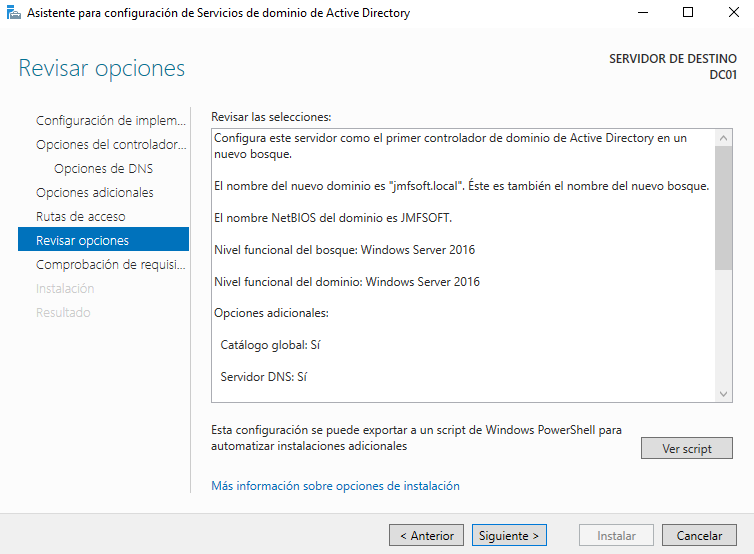 Asistente para configuración de Servicios de dominio de Active Directory
Revisar opciones
SERVIDOR DE DESTINO
DC01
Configuración de implem...
Opciones del controlador...
Opciones de DNS
Opciones adicionales
Rutas de acceso
Revisar opciones
Comprobación de requisi...
Instalación
Resultado
Revisar las selecciones:
Configura este servidor como el primer controlador de dominio de Active Directory en un
nuevo bosque.
El nombre del nuevo dominio es "jmfsoft.local". Éste es también el nombre del nuevo bosque.
El nombre NetBIOS del dominio es JMFSOFT.
Nivel funcional del bosque: Windows Server 2016
Nivel funcional del dominio: Windows Server 2016
Opciones adicionales:
Catálogo global: Sí
Servidor DNS: Sí
Esta configuración se puede exportar a un script de Windows PowerShell para
automatizar instalaciones adicionales
Ver script
Más información sobre opciones de instalación
< Anterior
Siguiente >
Instalar
Cancelar